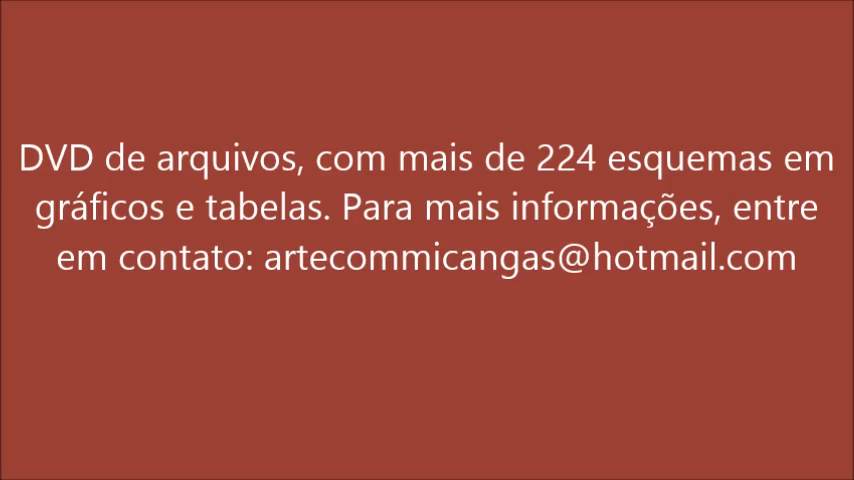 DVD de arquivos, com mais de 224 esquemas em
gráficos e tabelas. Para mais informações, entre
em contato: artecommicangas@hotmail.com